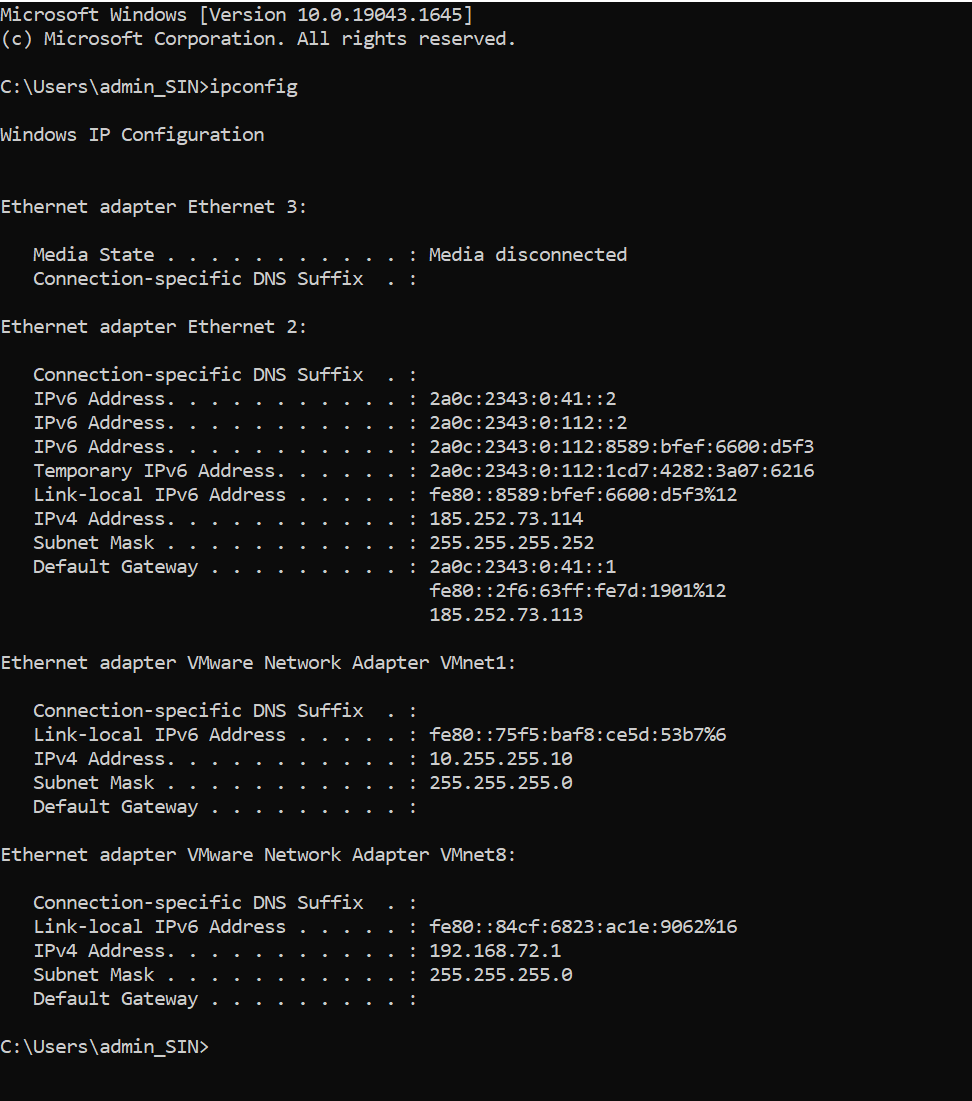 Microsoft Windows [Version 10.0.19043.1645]
(c) Microsoft Corporation. All rights reserved.
C:\Users\admin_SIN>ipconfig
Windows IP Configuration
Ethernet adapter Ethernet 3:
   Media State . . . . . . . . . . . : Media disconnected
   Connection-specific DNS Suffix  . :
Ethernet adapter Ethernet 2:
   Connection-specific DNS Suffix  . :
   IPv6 Address. . . . . . . . . . . : 2a0c:2343:0:41::2
   IPv6 Address. . . . . . . . . . . : 2a0c:2343:0:112::2
   IPv6 Address. . . . . . . . . . . : 2a0c:2343:0:112:8589:bfef:6600:d5f3
   Temporary IPv6 Address. . . . . . : 2a0c:2343:0:112:1cd7:4282:3a07:6216
   Link-local IPv6 Address . . . . . : fe80::8589:bfef:6600:d5f3%12
   IPv4 Address. . . . . . . . . . . : 185.252.73.114
   Subnet Mask . . . . . . . . . . . : 255.255.255.252
   Default Gateway . . . . . . . . . : 2a0c:2343:0:41::1
                                       fe80::2f6:63ff:fe7d:1901%12
                                       185.252.73.113
Ethernet adapter VMware Network Adapter VMnet1:
   Connection-specific DNS Suffix  . :
   Link-local IPv6 Address . . . . . : fe80::75f5:baf8:ce5d:53b7%6
   IPv4 Address. . . . . . . . . . . : 10.255.255.10
   Subnet Mask . . . . . . . . . . . : 255.255.255.0
   Default Gateway . . . . . . . . . :
Ethernet adapter VMware Network Adapter VMnet8:
   Connection-specific DNS Suffix  . :
   Link-local IPv6 Address . . . . . : fe80::84cf:6823:ac1e:9062%16
   IPv4 Address. . . . . . . . . . . : 192.168.72.1
   Subnet Mask . . . . . . . . . . . : 255.255.255.0
   Default Gateway . . . . . . . . . :
C:\Users\admin_SIN>